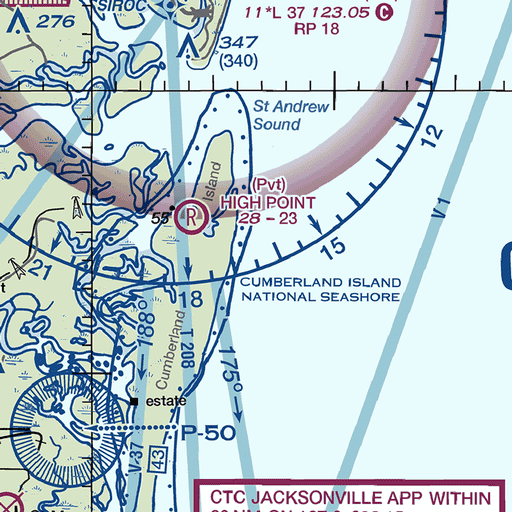 SIROC
11*L 37 123.05 C
RP 18
276
347
(340)
St Andrew
Sound
12
Island
(Pvt)
HIGH POINT
28 - 23
55
R
V1
15
21
CUMBERLAND ISLAND
NATIONAL SEASHORE
18
188°
T 208
Cumberland
175°
estate
P-50
V-37
43
CTC JACKSONVILLE APP WITHIN